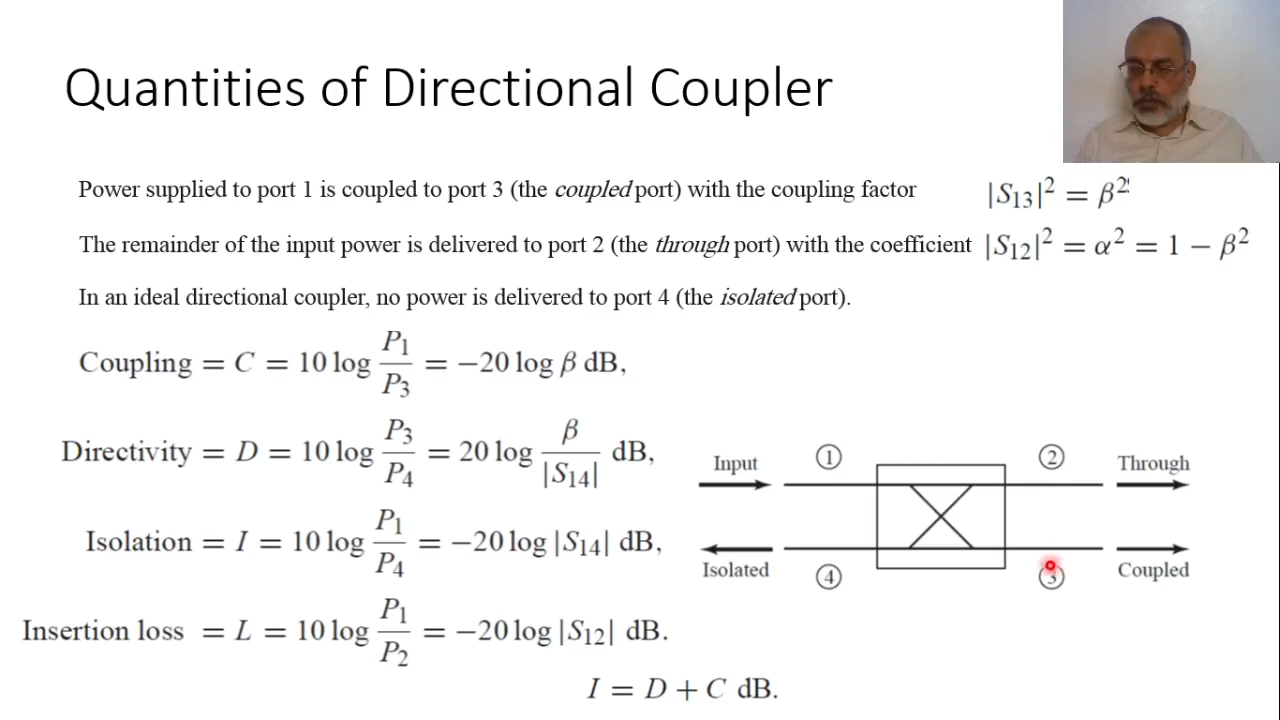 Quantities of Directional Coupler
Power supplied to port 1 is coupled to port 3 (the coupled port) with the coupling factor |S₁₃|² = β²
The remainder of the input power is delivered to port 2 (the through port) with the coefficient |S₁₂|² = α² = 1 − β²
In an ideal directional coupler, no power is delivered to port 4 (the isolated port).
Coupling = C = 10 log P₁/P₃ = −20 log β dB,
Directivity = D = 10 log P₃/P₄ = 20 log β/|S₁₄| dB,
Isolation = I = 10 log P₁/P₄ = −20 log |S₁₄| dB,
Insertion loss = L = 10 log P₁/P₂ = −20 log |S₁₂| dB.
I = D + C dB.
Input ① ② Through
Isolated ④ ③ Coupled